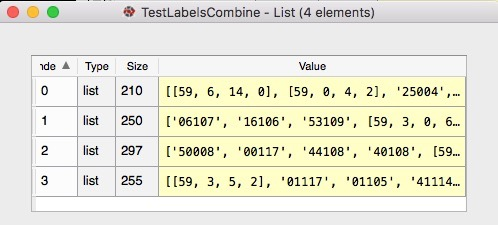 TestLabelsCombine - List (4 elements)
nde Type Size Value
0 list 210 [[59, 6, 14, 0], [59, 0, 4, 2], '25004',…
1 list 250 ['06107', '16106', '53109', [59, 3, 0, 6…
2 list 297 ['50008', '00117', '44108', '40108', [59…
3 list 255 [[59, 3, 5, 2], '01117', '01105', '41114…